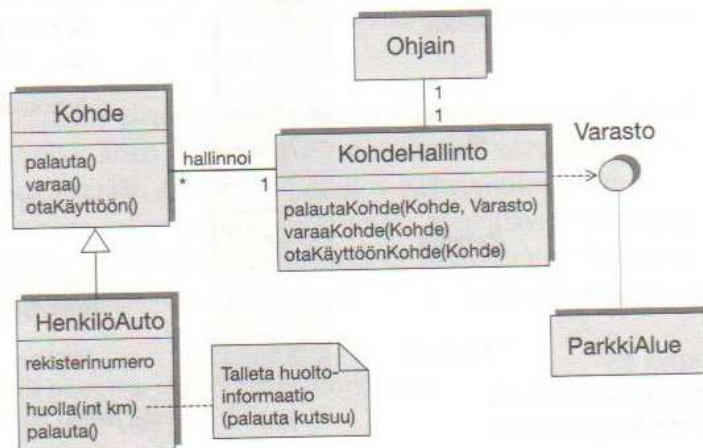 Ohjain
1
1
Kohde
palauta()
varaa()
otaKäyttöön()
hallinnoi
*
1
KohdeHallinto
palautaKohde(Kohde, Varasto)
varaaKohde(Kohde)
otaKäyttöönKohde(Kohde)
Varasto
HenkilöAuto
rekisterinumero
huolla(int km)
palauta()
Talleta huolto-
informaatio
(palauta kutsuu)
ParkkiAlue